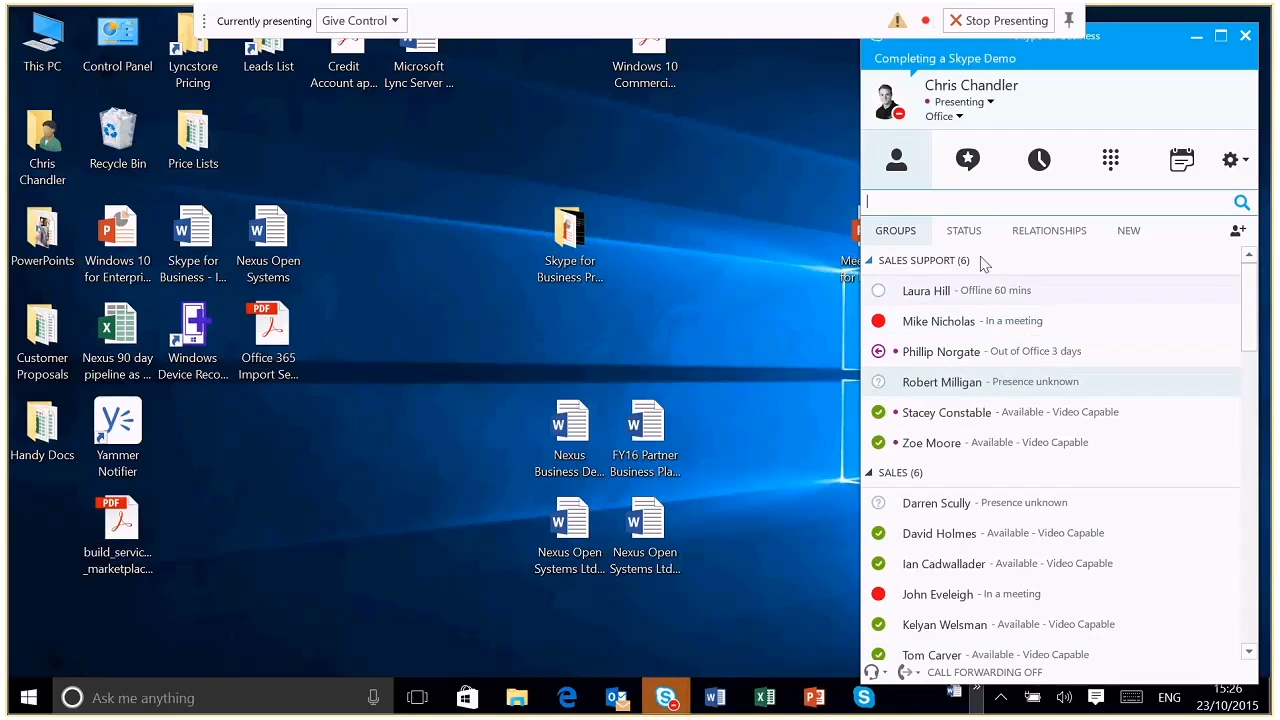 Currently presenting
Give Control
Stop Presenting
This PC
Control Panel
Lyncstore
Pricing
Leads List
Credit
Account ap...
Microsoft
Lync Server ...
Windows 10
Commerci...
Chris
Chandler
Recycle Bin
Price Lists
PowerPoints
Windows 10
for Enterpri...
Skype for
Business - I...
Nexus Open
Systems
Skype for
Business Pr...
Customer
Proposals
Nexus 90 day
pipeline as ...
Windows
Device Reco...
PDF
Office 365
Import Se...
Handy Docs
Yammer
Notifier
Nexus
Business De...
FY16 Partner
Business Pla...
PDF
build_servic...
_marketplac...
Nexus Open
Systems Ltd...
Nexus Open
Systems Ltd...
Completing a Skype Demo
Chris Chandler
Presenting
Office
GROUPS
STATUS
RELATIONSHIPS
NEW
SALES SUPPORT (6)
Laura Hill - Offline 60 mins
Mike Nicholas - In a meeting
Phillip Norgate - Out of Office 3 days
Robert Milligan - Presence unknown
Stacey Constable - Available - Video Capable
Zoe Moore - Available - Video Capable
SALES (6)
Darren Scully - Presence unknown
David Holmes - Available - Video Capable
Ian Cadwallader - Available - Video Capable
John Eveleigh - In a meeting
Kelyan Welsman - Available - Video Capable
Tom Carver - Available - Video Capable
CALL FORWARDING OFF
Ask me anything
ENG
15:26
23/10/2015